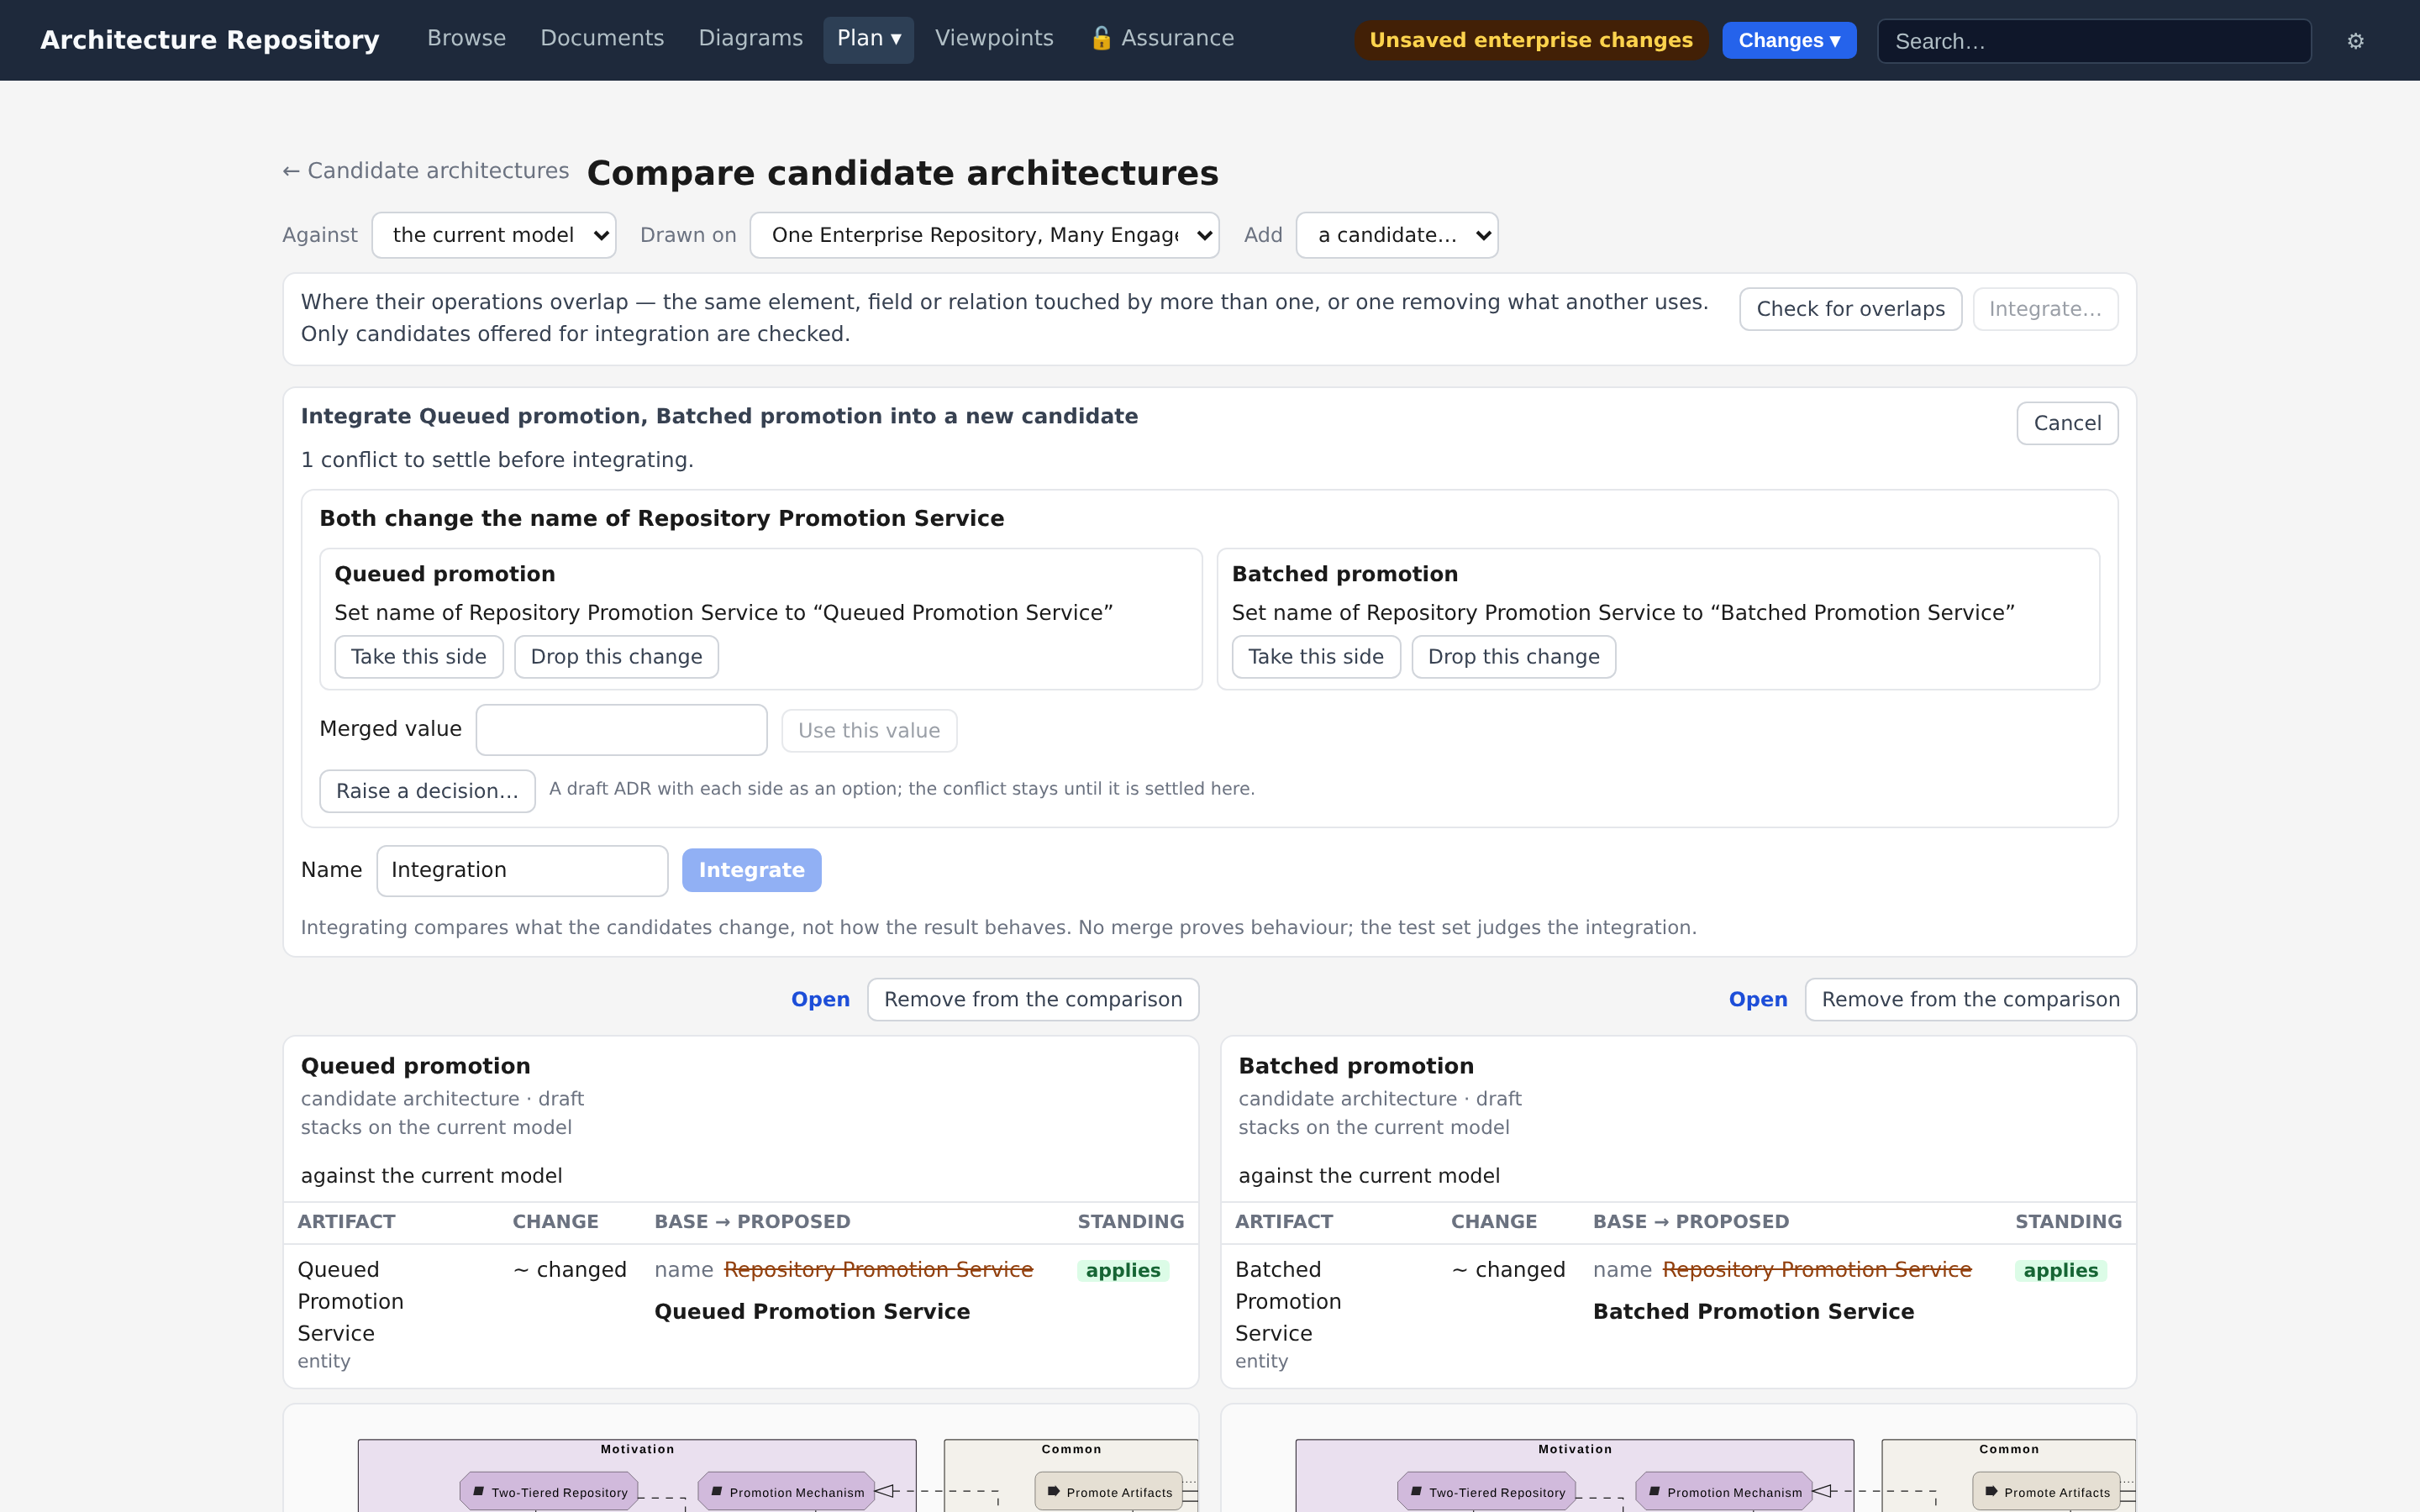 Architecture Repository Browse Documents Diagrams Plan ▾ Viewpoints 🔓 Assurance Unsaved enterprise changes Changes ▾ Search… ⚙
← Candidate architectures Compare candidate architectures
Against the current model Drawn on One Enterprise Repository, Many Engage Add a candidate…
Where their operations overlap — the same element, field or relation touched by more than one, or one removing what another uses.
Only candidates offered for integration are checked.
Check for overlaps Integrate…
Integrate Queued promotion, Batched promotion into a new candidate
Cancel
1 conflict to settle before integrating.
Both change the name of Repository Promotion Service
Queued promotion
Set name of Repository Promotion Service to “Queued Promotion Service”
Take this side Drop this change
Batched promotion
Set name of Repository Promotion Service to “Batched Promotion Service”
Take this side Drop this change
Merged value Use this value
Raise a decision… A draft ADR with each side as an option; the conflict stays until it is settled here.
Name Integration Integrate
Integrating compares what the candidates change, not how the result behaves. No merge proves behaviour; the test set judges the integration.
Open Remove from the comparison
Queued promotion
candidate architecture · draft
stacks on the current model
against the current model
ARTIFACT CHANGE BASE → PROPOSED STANDING
Queued Promotion Service
entity
~ changed
name Repository Promotion Service
Queued Promotion Service
applies
Motivation
Common
Two-Tiered Repository
Promotion Mechanism
Promote Artifacts
Open Remove from the comparison
Batched promotion
candidate architecture · draft
stacks on the current model
against the current model
ARTIFACT CHANGE BASE → PROPOSED STANDING
Batched Promotion Service
entity
~ changed
name Repository Promotion Service
Batched Promotion Service
applies
Motivation
Common
Two-Tiered Repository
Promotion Mechanism
Promote Artifacts